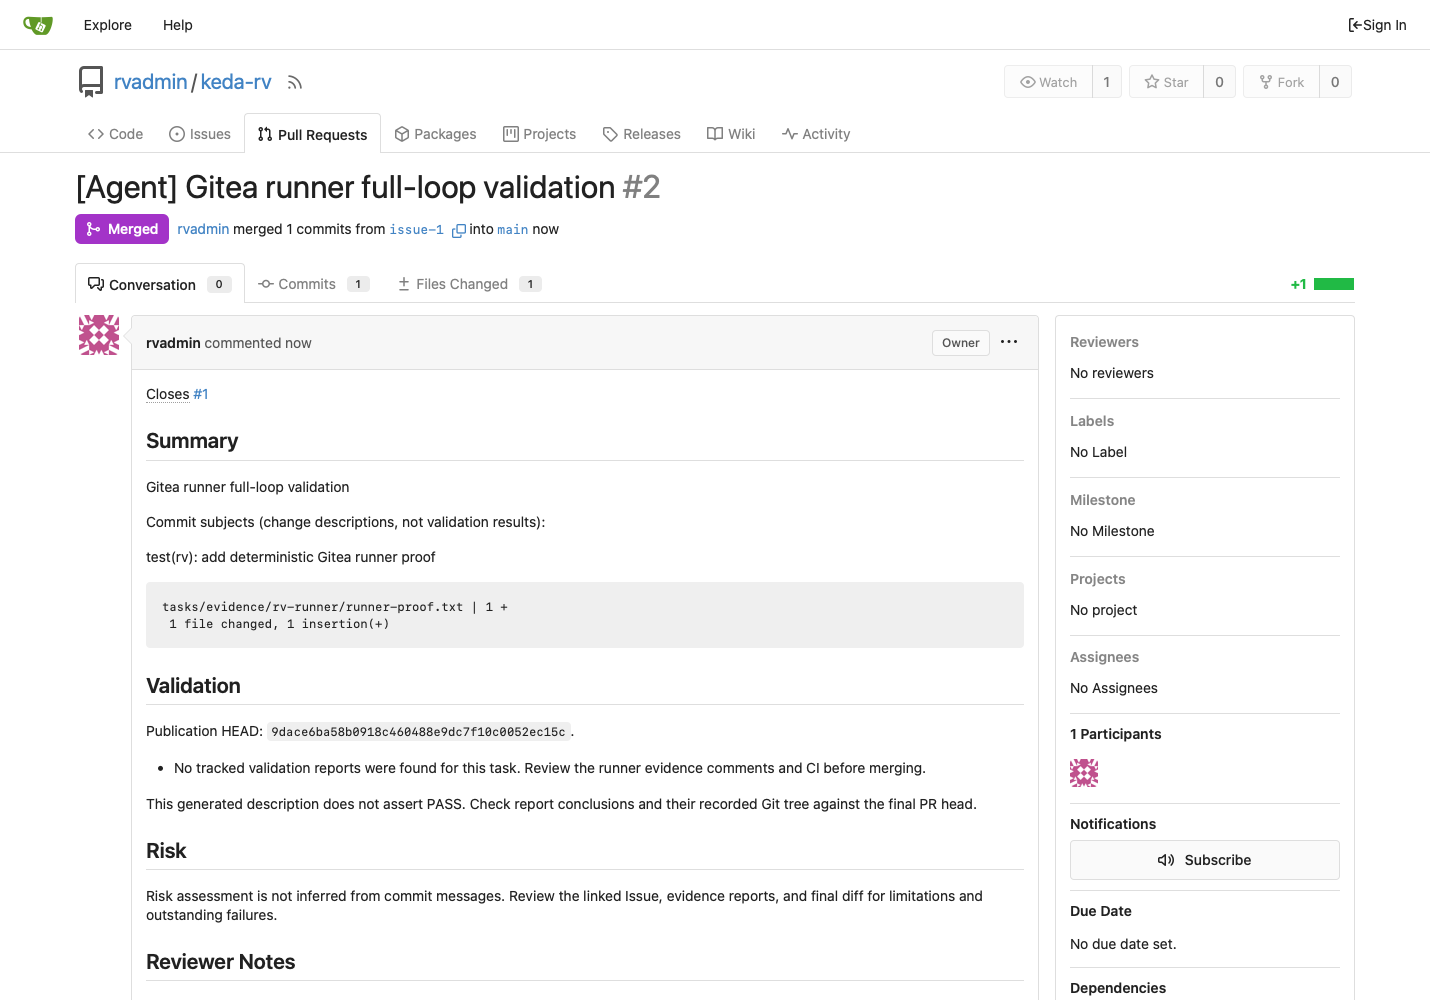 Explore Help Sign In
rvadmin / keda-rv Watch 1 Star 0 Fork 0
Code Issues Pull Requests Packages Projects Releases Wiki Activity
[Agent] Gitea runner full-loop validation #2
Merged rvadmin merged 1 commits from issue-1 into main now
Conversation 0 Commits 1 Files Changed 1 +1
rvadmin commented now Owner
Closes #1
Summary
Gitea runner full-loop validation
Commit subjects (change descriptions, not validation results):
test(rv): add deterministic Gitea runner proof
tasks/evidence/rv-runner/runner-proof.txt | 1 +
1 file changed, 1 insertion(+)
Validation
Publication HEAD: 9dace6ba58b0918c460488e9dc7f10c0052ec15c.
No tracked validation reports were found for this task. Review the runner evidence comments and CI before merging.
This generated description does not assert PASS. Check report conclusions and their recorded Git tree against the final PR head.
Risk
Risk assessment is not inferred from commit messages. Review the linked Issue, evidence reports, and final diff for limitations and
outstanding failures.
Reviewer Notes
Reviewers
No reviewers
Labels
No Label
Milestone
No Milestone
Projects
No project
Assignees
No Assignees
1 Participants
Notifications
Subscribe
Due Date
No due date set.
Dependencies